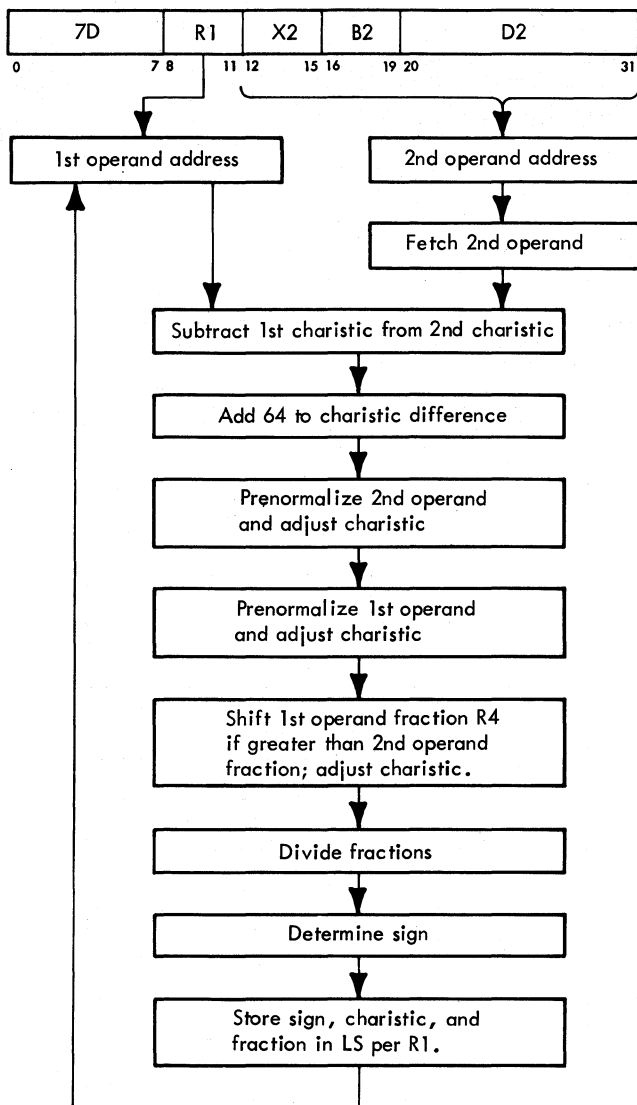 7D R1 X2 B2 D2
0 7 8 11 12 15 16 19 20 31
1st operand address
2nd operand address
Fetch 2nd operand
Subtract 1st charistic from 2nd charistic
Add 64 to charistic difference
Prenormalize 2nd operand
and adjust charistic
Prenormalize 1st operand
and adjust charistic
Shift 1st operand fraction R4
if greater than 2nd operand
fraction; adjust charistic.
Divide fractions
Determine sign
Store sign, charistic, and
fraction in LS per R1.